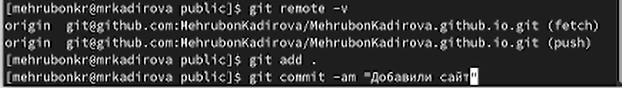 [mehrubonkr@mrkadirova public]$ git remote -v
origin git@github.com:MehrubonKadirova/MehrubonKadirova.github.io.git (fetch)
origin git@github.com:MehrubonKadirova/MehrubonKadirova.github.io.git (push)
[mehrubonkr@mrkadirova public]$ git add .
[mehrubonkr@mrkadirova public]$ git commit -am "Добавили сайт"